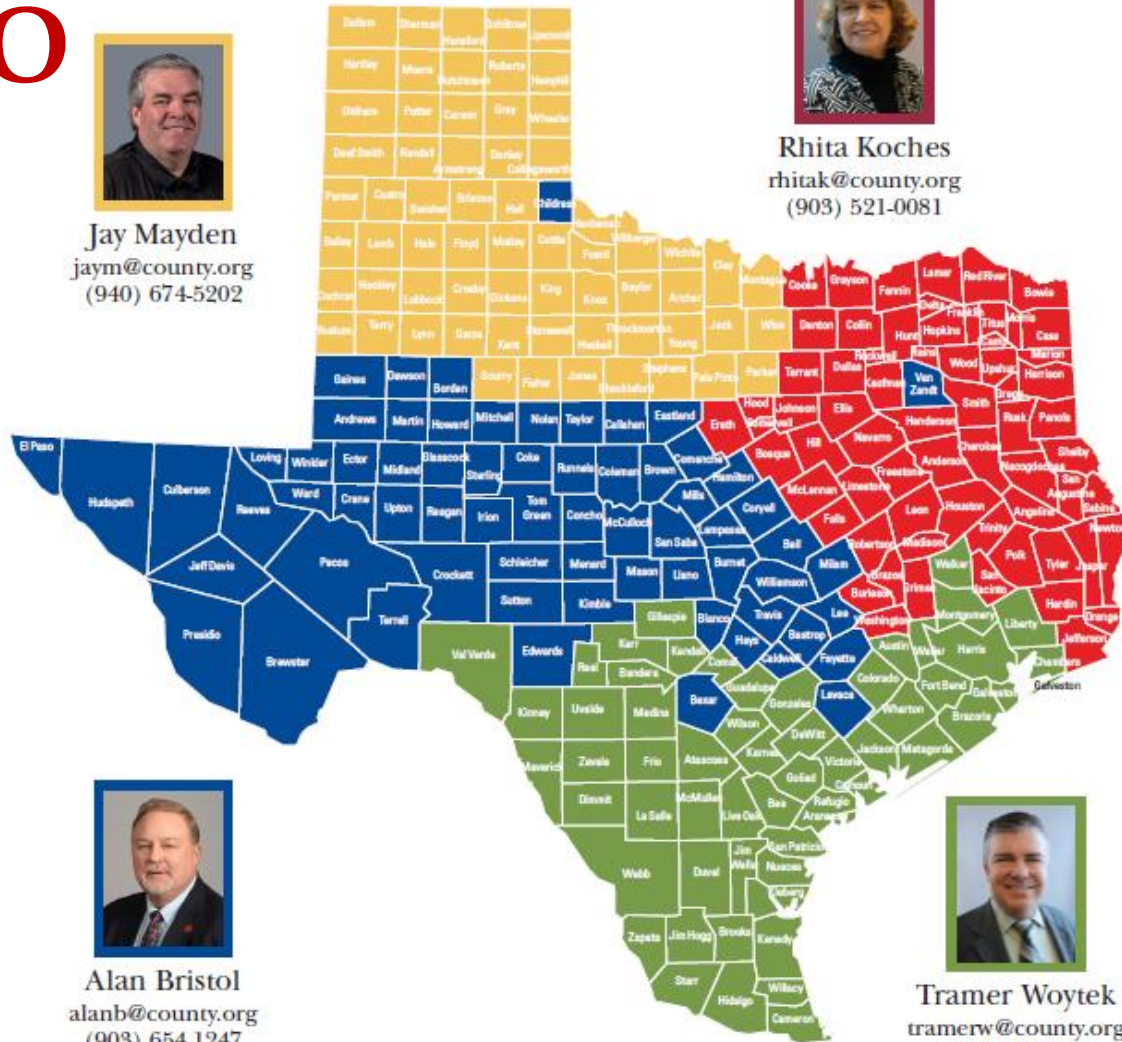 O
Jay Mayden
jaym@county.org
(940) 674-5202
Rhita Koches
rhitak@county.org
(903) 521-0081
Dallam Sherman Hansford Ochiltree Lipscomb
Hartley Moore Hutchinson Roberts Hemphill
Oldham Potter Carson Gray Wheeler
Deaf Smith Randall Armstrong Donley Collingsworth
Parmer Castro Swisher Briscoe Hall Childress
Bailey Lamb Hale Floyd Motley Cottle Foard Hardeman Wilbarger Wichita Clay Montague Cooke Grayson Fennin Lamar Red River Bowie
Cochran Hockley Lubbock Crosby Dickens King Knox Baylor Archer Delta Franklin Titus Morris Cass
Terry Lynn Garza Kent Stonewall Haskell Throckmorton Young Jack Wise Denton Collin Hunt Hopkins Camp Marion
Gaines Dawson Borden Scurry Fisher Jones Shackleford Stephens Palo Pinto Parker Tarrant Dallas Rockwall Kaufman Rains Van Zandt Wood Upshur Gregg Harrison
Andrews Martin Howard Mitchell Nolan Taylor Callahan Eastland Erath Hood Somervell Johnson Ellis Henderson Smith Rusk Panola
El Paso Hudspeth Culberson Reeves Loving Winkler Ector Midland Glasscock Sterling Coke Runnels Coleman Brown Comanche Hamilton Bosque Hill Navarro Freestone Anderson Cherokee Nacogdoches Shelby
Ward Crane Upton Reagan Irion Tom Green Concho McCulloch Mills Lampasas Coryell McLennan Limestone Falls Leon Houston Angelina San Augustine Sabine Newton
Jeff Davis Pecos Crockett Schleicher Menard San Saba Mason Llano Burnet Bell Milam Robertson Madison Trinity Polk Tyler Jasper
Presidio Brewster Terrell Sutton Kimble Gillespie Blanco Williamson Travis Lee Burleson Brazos Grimes Walker San Jacinto Hardin Orange
Val Verde Edwards Real Kerr Bandera Kendall Comal Hays Caldwell Bastrop Fayette Washington Austin Waller Montgomery Harris Liberty Jefferson Chambers
Kinney Uvalde Medina Bexar Guadalupe Gonzales Lavaca Colorado Fort Bend Galveston Galveston
Wilson DeWitt Wharton Brazoria
Maverick Zavala Frio Atascosa Karnes Goliad Victoria Jackson Matagorda Calhoun
Dimmit La Salle McMullen Live Oak Bee Refugio Aransas
Webb Duval Jim Wells San Patricio Nueces Kleberg
Zapata Jim Hogg Brooks Kenedy
Starr Hidalgo Willacy Cameron
Alan Bristol
alanb@county.org
(903) 654-1247
Tramer Woytek
tramerw@county.org